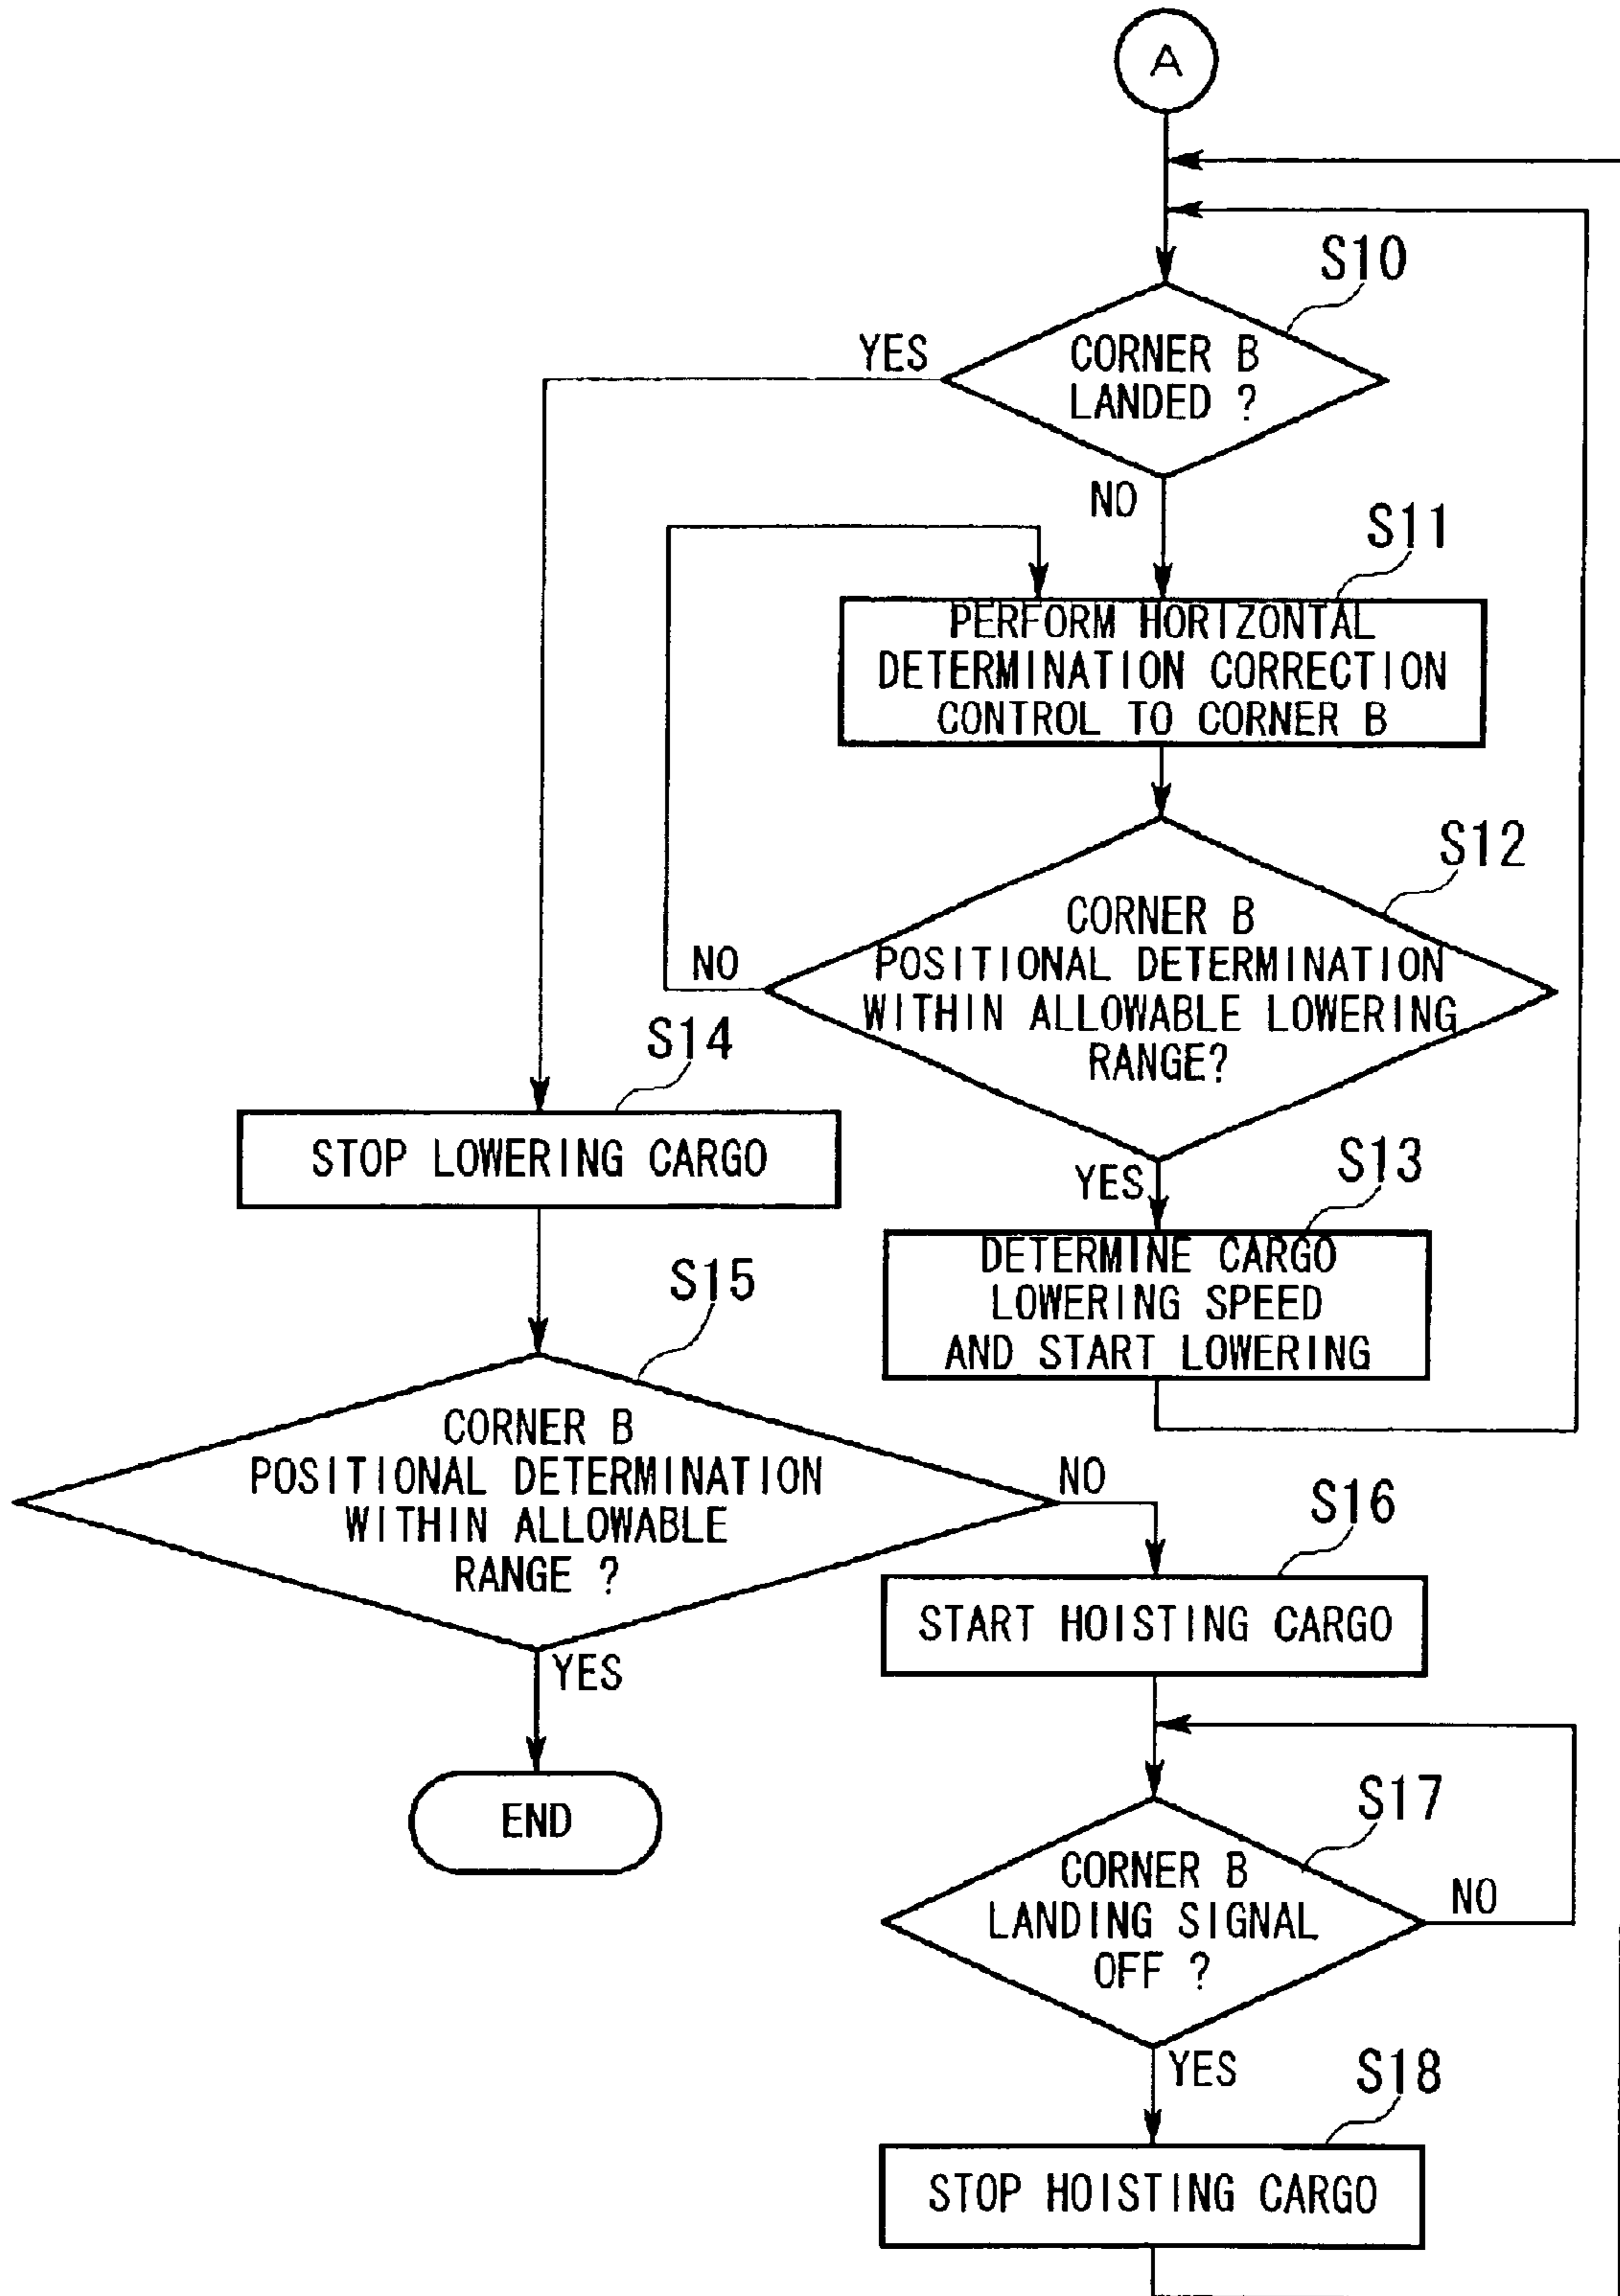 A
S10
YES
CORNER B
LANDED ?
NO
S11
PERFORM HORIZONTAL
DETERMINATION CORRECTION
CONTROL TO CORNER B
S12
CORNER B
POSITIONAL DETERMINATION
WITHIN ALLOWABLE LOWERING
RANGE?
NO
YES
S13
DETERMINE CARGO
LOWERING SPEED
AND START LOWERING
S14
STOP LOWERING CARGO
S15
CORNER B
POSITIONAL DETERMINATION
WITHIN ALLOWABLE
RANGE ?
NO
YES
END
S16
START HOISTING CARGO
S17
CORNER B
LANDING SIGNAL
OFF ?
NO
YES
S18
STOP HOISTING CARGO